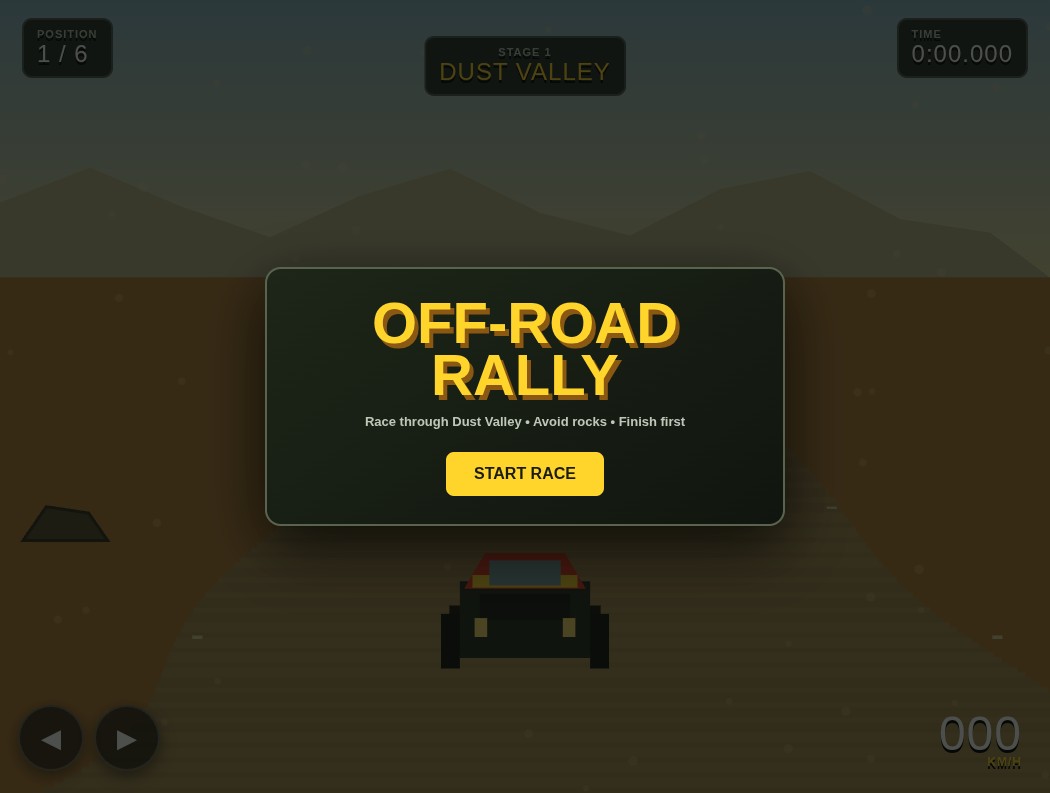 POSITION
1 / 6
STAGE 1
DUST VALLEY
TIME
0:00.000
OFF-ROAD
RALLY
Race through Dust Valley • Avoid rocks • Finish first
START RACE
◀ ▶
000
KM/H